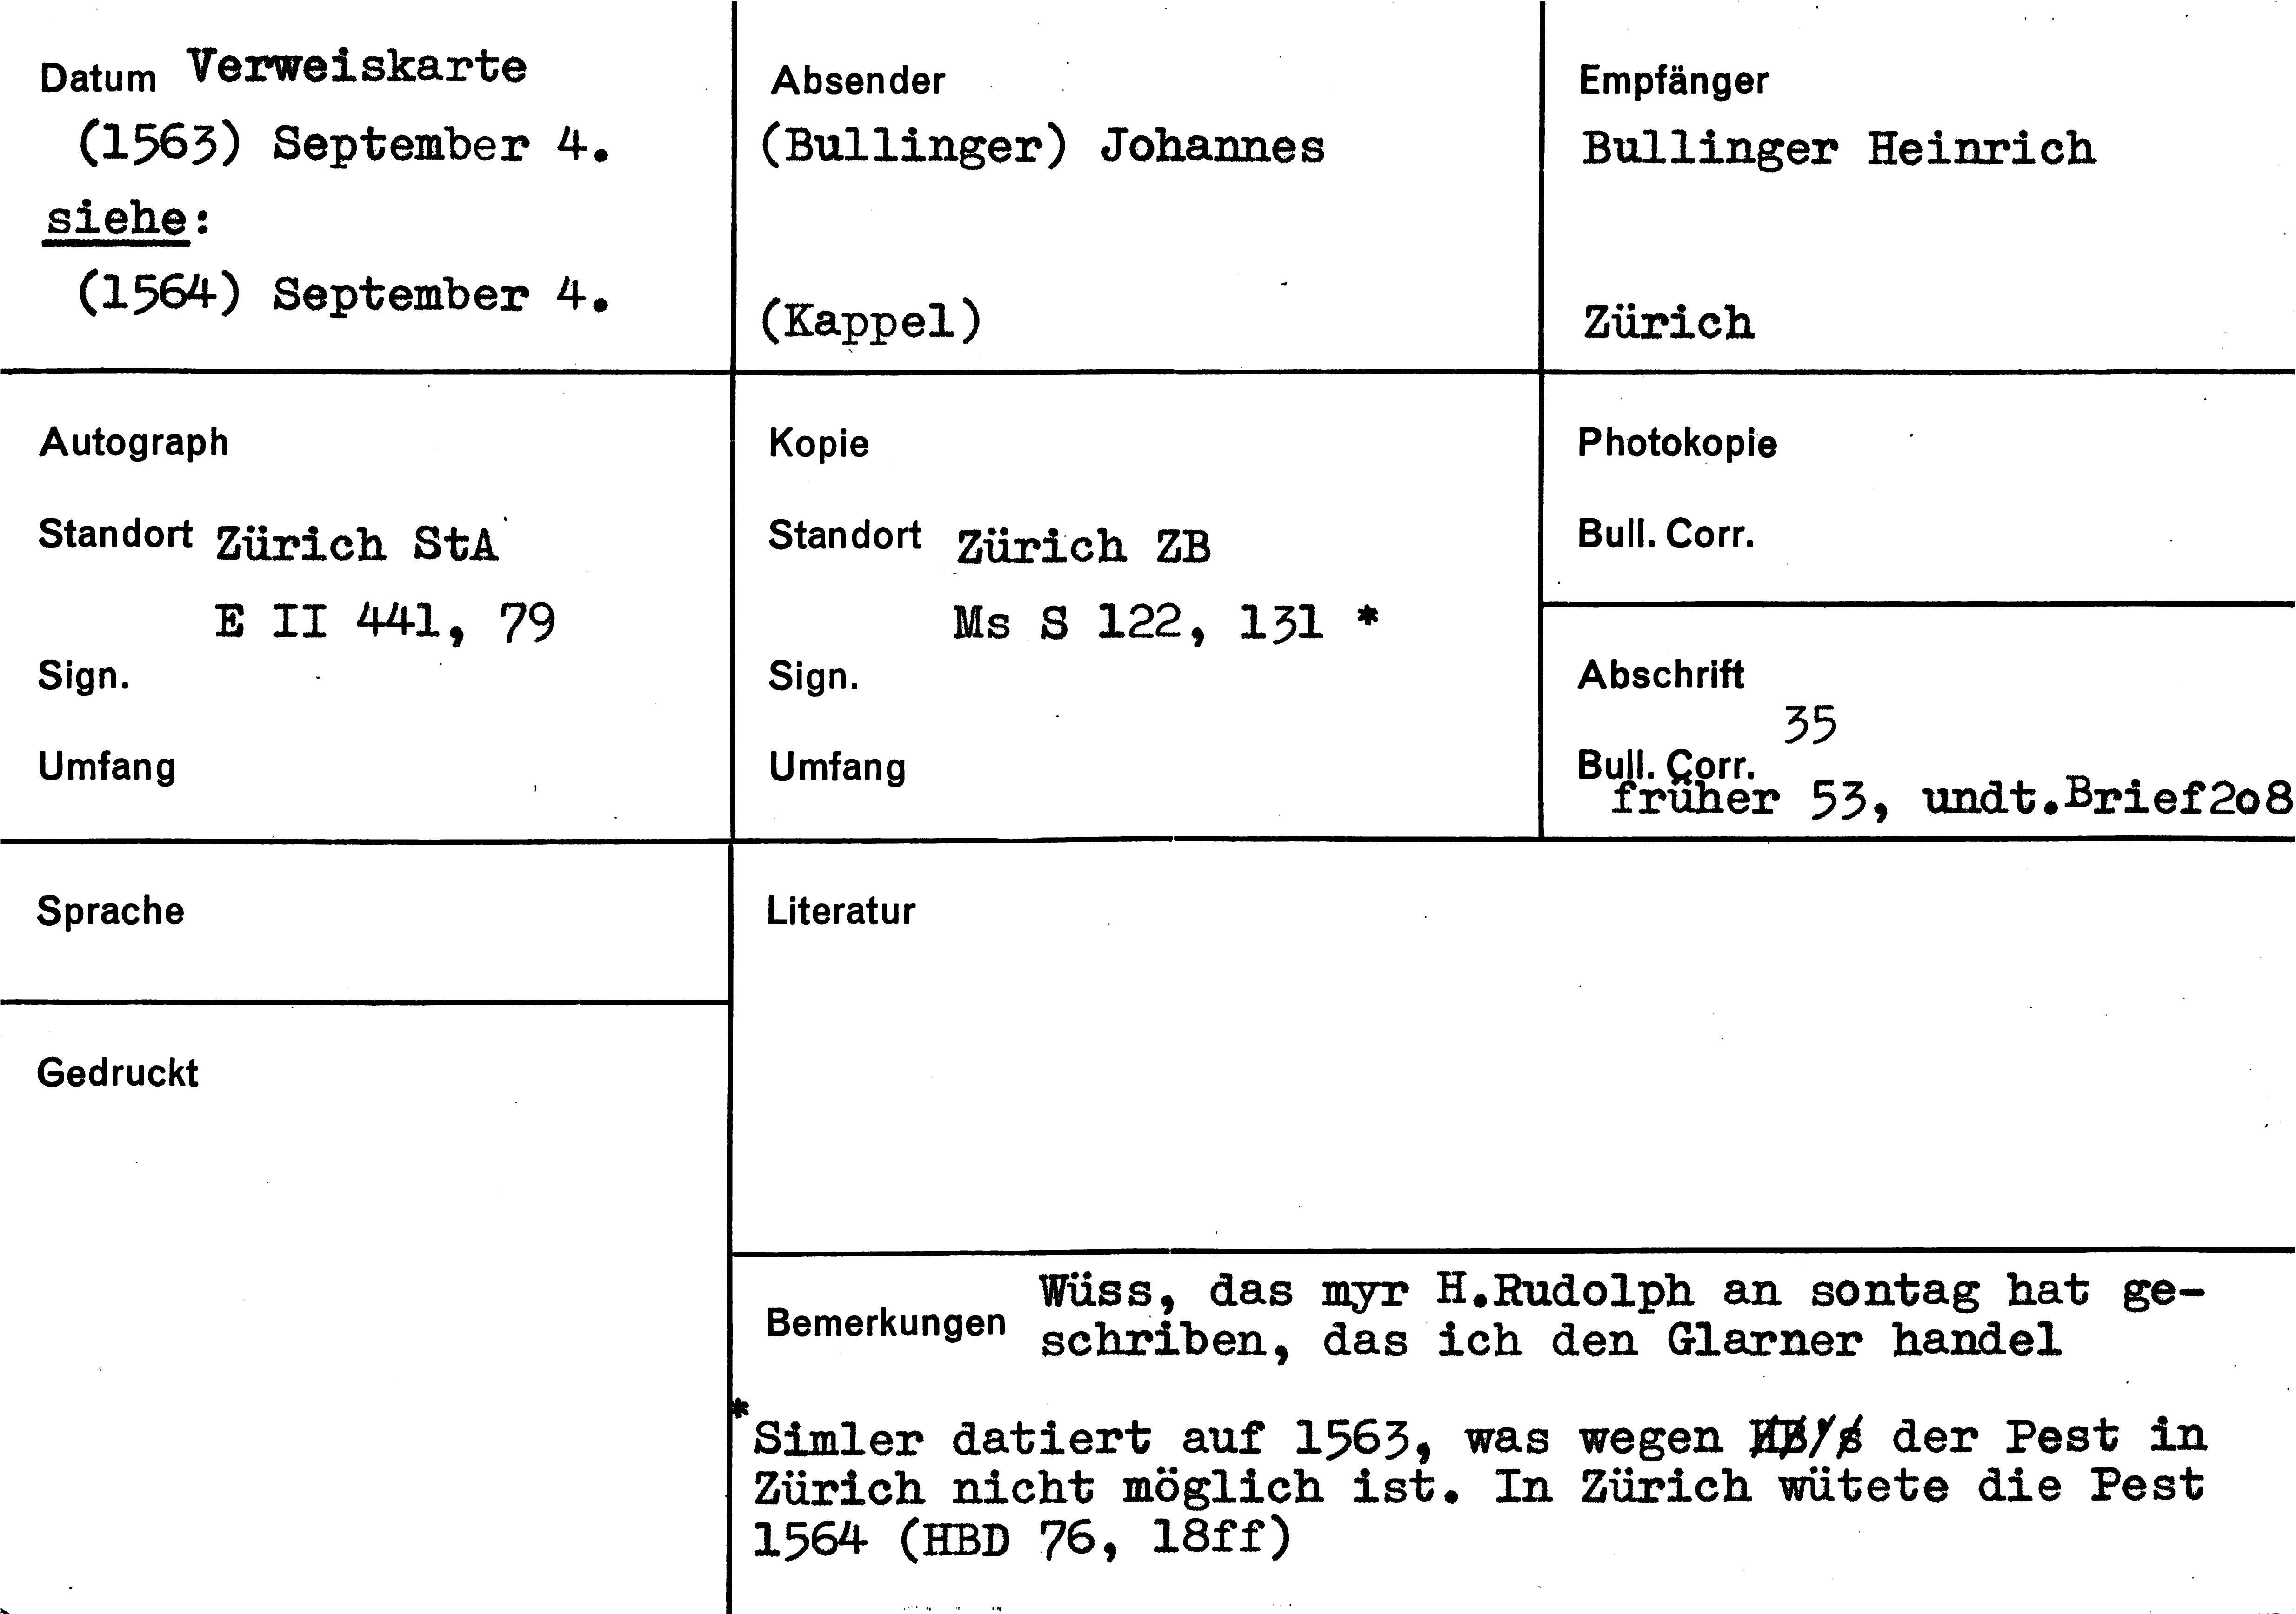 Datum Verweiskarte
(1563) September 4.
siehe:
(1564) September 4.
Absender
(Bullinger) Johannes
(Kappel)
Empfänger
Bullinger Heinrich
Zürich
Autograph
Standort Zürich StA
E II 441, 79
Sign.
Umfang
Kopie
Standort Zürich ZB
Ms S 122, 131 *
Sign.
Umfang
Photokopie
Bull. Corr.
Abschrift
35
Bull. Corr.
früher 53, undt.Brief2o8
Sprache
Literatur
Gedruckt
Bemerkungen
Wüss, das myr H.Rudolph an sontag hat ge-
schriben, das ich den Glarner handel
*
Simler datiert auf 1563, was wegen der Pest in
Zürich nicht möglich ist. In Zürich wütete die Pest
1564 (HBD 76, 18ff)